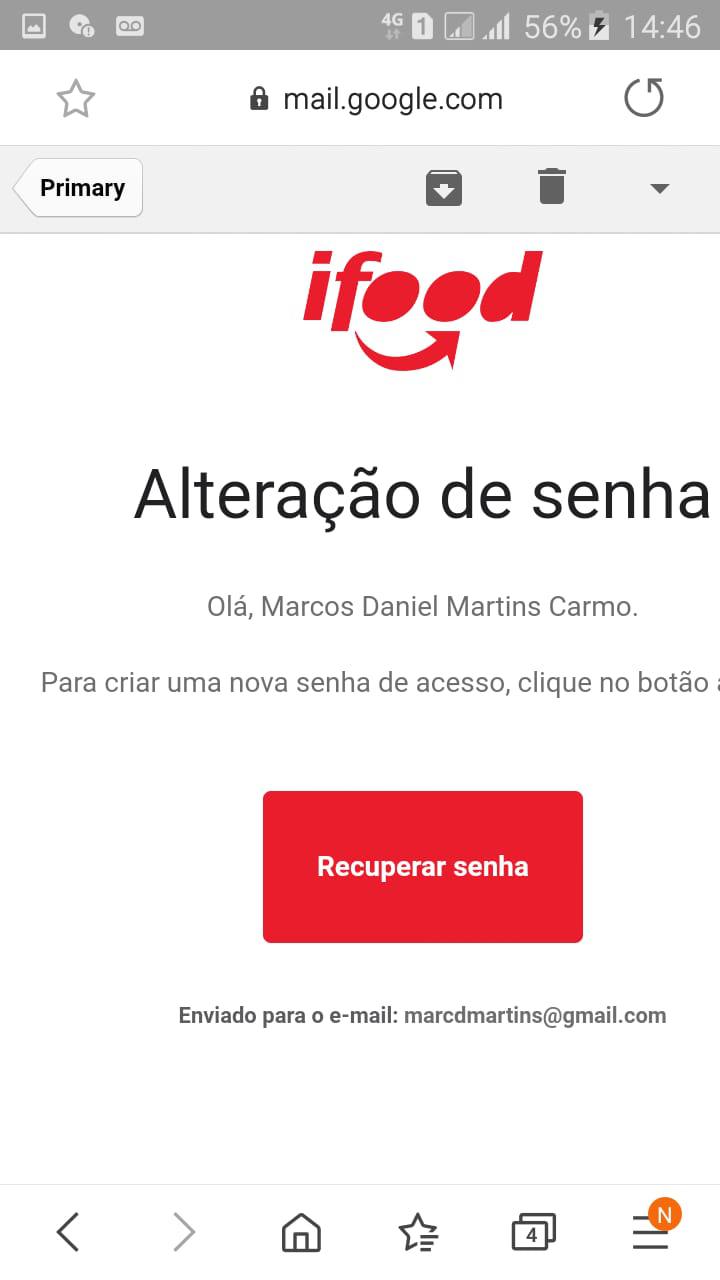 4G 1 56% 14:46
mail.google.com
Primary
ifood
Alteração de senha
Olá, Marcos Daniel Martins Carmo.
Para criar uma nova senha de acesso, clique no botão
Recuperar senha
Enviado para o e-mail: marcdmartins@gmail.com
4
N